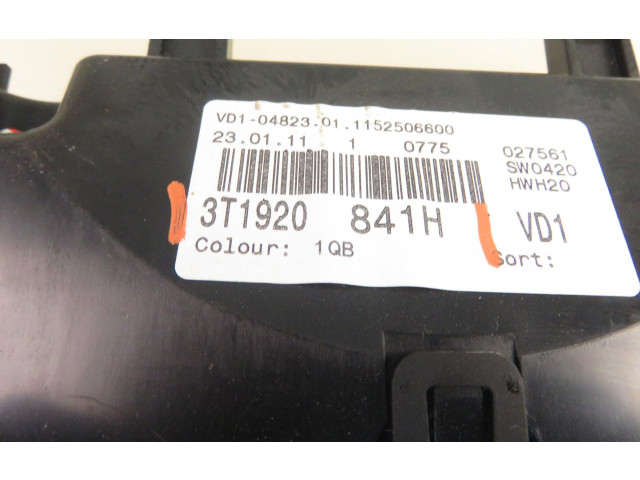 VD1-04823.01.1152506600
23.01.11 1 0775 027561
SW0420
HWH20
3T1920 841H VD1
Colour: 1QB Sort: